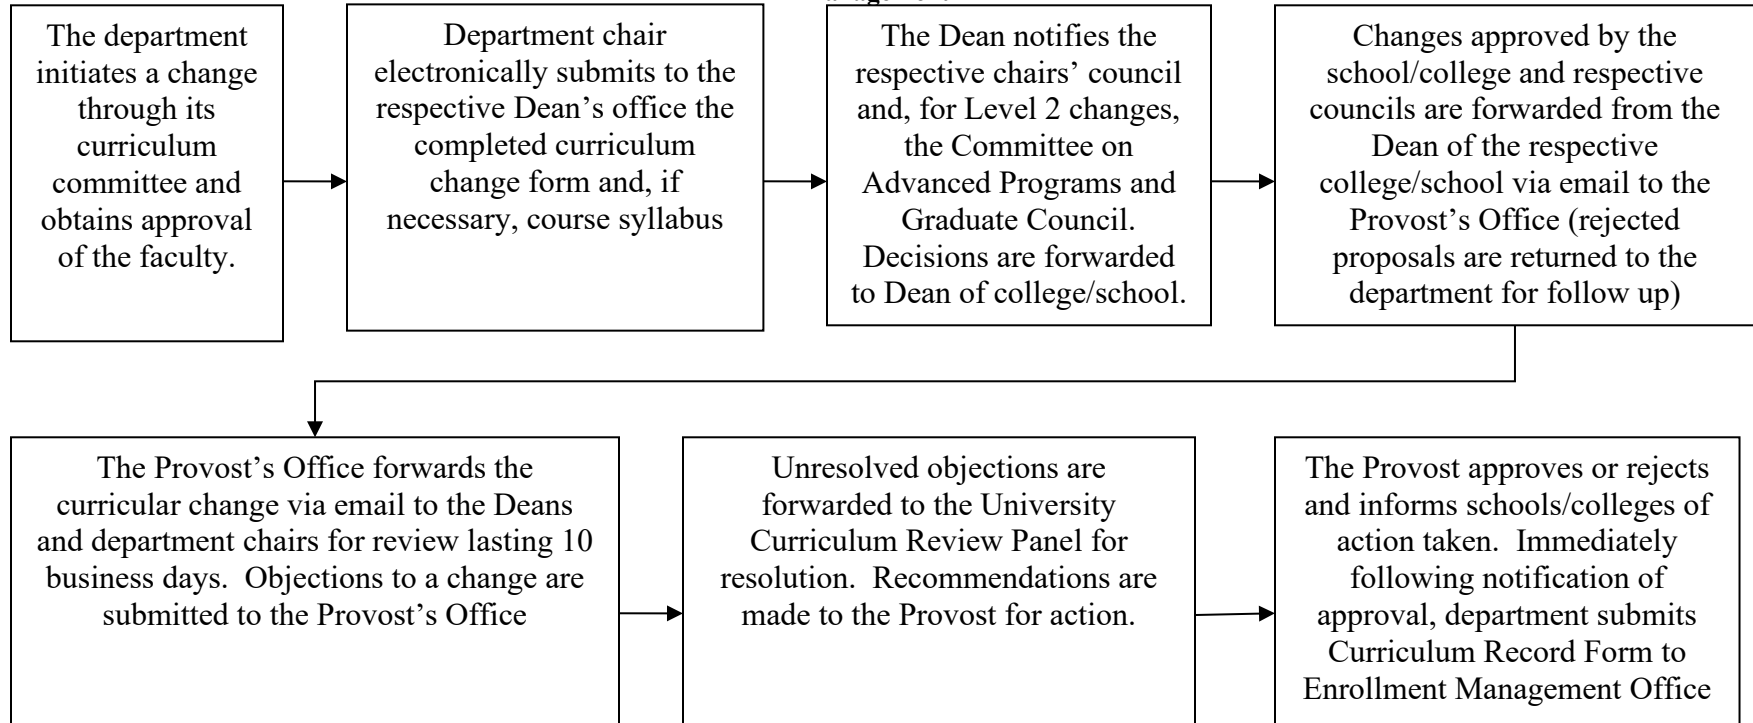 The department
initiates a change
through its
curriculum
committee and
obtains approval
of the faculty.
Department chair
electronically submits to the
respective Dean’s office the
completed curriculum
change form and, if
necessary, course syllabus
The Dean notifies the
respective chairs’ council
and, for Level 2 changes,
the Committee on
Advanced Programs and
Graduate Council.
Decisions are forwarded
to Dean of college/school.
Changes approved by the
school/college and respective
councils are forwarded from the
Dean of the respective
college/school via email to the
Provost’s Office (rejected
proposals are returned to the
department for follow up)
The Provost’s Office forwards the
curricular change via email to the Deans
and department chairs for review lasting 10
business days.  Objections to a change are
submitted to the Provost’s Office
Unresolved objections are
forwarded to the University
Curriculum Review Panel for
resolution.  Recommendations are
made to the Provost for action.
The Provost approves or rejects
and informs schools/colleges of
action taken.  Immediately
following notification of
approval, department submits
Curriculum Record Form to
Enrollment Management Office